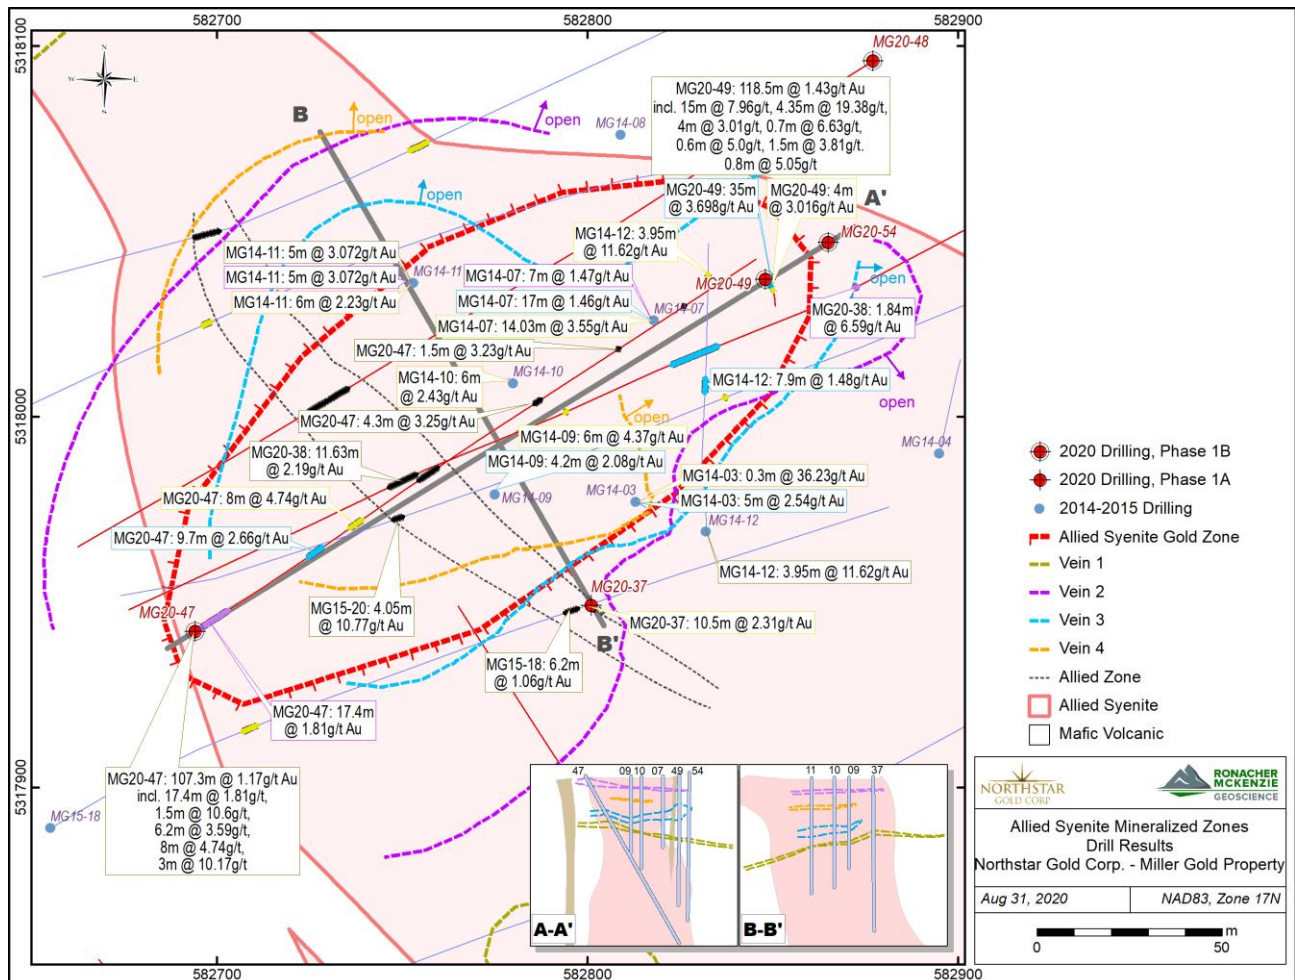 582700
582800
582900
5318100
5318000
5317900
N
W
E
S
B
open
open
MG14-08
MG20-48
MG20-49: 118.5m @ 1.43g/t Au
incl. 15m @ 7.96g/t, 4.35m @ 19.38g/t,
4m @ 3.01g/t, 0.7m @ 6.63g/t,
0.6m @ 5.0g/t, 1.5m @ 3.81g/t.
0.8m @ 5.05g/t
open
MG20-49: 35m
@ 3.698g/t Au
MG20-49: 4m
@ 3.016g/t Au
A'
MG20-54
MG14-12: 3.95m
@ 11.62g/t Au
MG14-11: 5m @ 3.072g/t Au
MG14-11: 5m @ 3.072g/t Au
MG14-11
MG14-11: 6m @ 2.23g/t Au
MG14-07: 7m @ 1.47g/t Au
MG14-07: 17m @ 1.46g/t Au
MG14-07
MG14-07: 14.03m @ 3.55g/t Au
MG20-49
open
MG20-38: 1.84m
@ 6.59g/t Au
MG20-47: 1.5m @ 3.23g/t Au
MG14-10
MG14-10: 6m
@ 2.43g/t Au
MG14-12: 7.9m @ 1.48g/t Au
open
open
MG20-47: 4.3m @ 3.25g/t Au
MG14-09: 6m @ 4.37g/t Au
MG14-04
MG20-38: 11.63m
@ 2.19g/t Au
MG14-09: 4.2m @ 2.08g/t Au
MG14-09
MG14-03: 0.3m @ 36.23g/t Au
MG14-03
MG14-03: 5m @ 2.54g/t Au
MG20-47: 8m @ 4.74g/t Au
MG14-12
MG20-47: 9.7m @ 2.66g/t Au
MG14-12: 3.95m @ 11.62g/t Au
MG20-47
MG15-20: 4.05m
@ 10.77g/t Au
MG20-37
MG20-37: 10.5m @ 2.31g/t Au
B'
MG15-18: 6.2m
@ 1.06g/t Au
MG20-47: 17.4m
@ 1.81g/t Au
MG20-47: 107.3m @ 1.17g/t Au
incl. 17.4m @ 1.81g/t,
1.5m @ 10.6g/t,
6.2m @ 3.59g/t,
8m @ 4.74g/t,
3m @ 10.17g/t
MG15-18
47 09 10 07 49 54
A-A'
11 10 09 37
B-B'
2020 Drilling, Phase 1B
2020 Drilling, Phase 1A
2014-2015 Drilling
Allied Syenite Gold Zone
Vein 1
Vein 2
Vein 3
Vein 4
Allied Zone
Allied Syenite
Mafic Volcanic
NORTHSTAR
GOLD CORP
RONACHER
MCKENZIE
GEOSCIENCE
Allied Syenite Mineralized Zones
Drill Results
Northstar Gold Corp. - Miller Gold Property
Aug 31, 2020
NAD83, Zone 17N
m
0 50